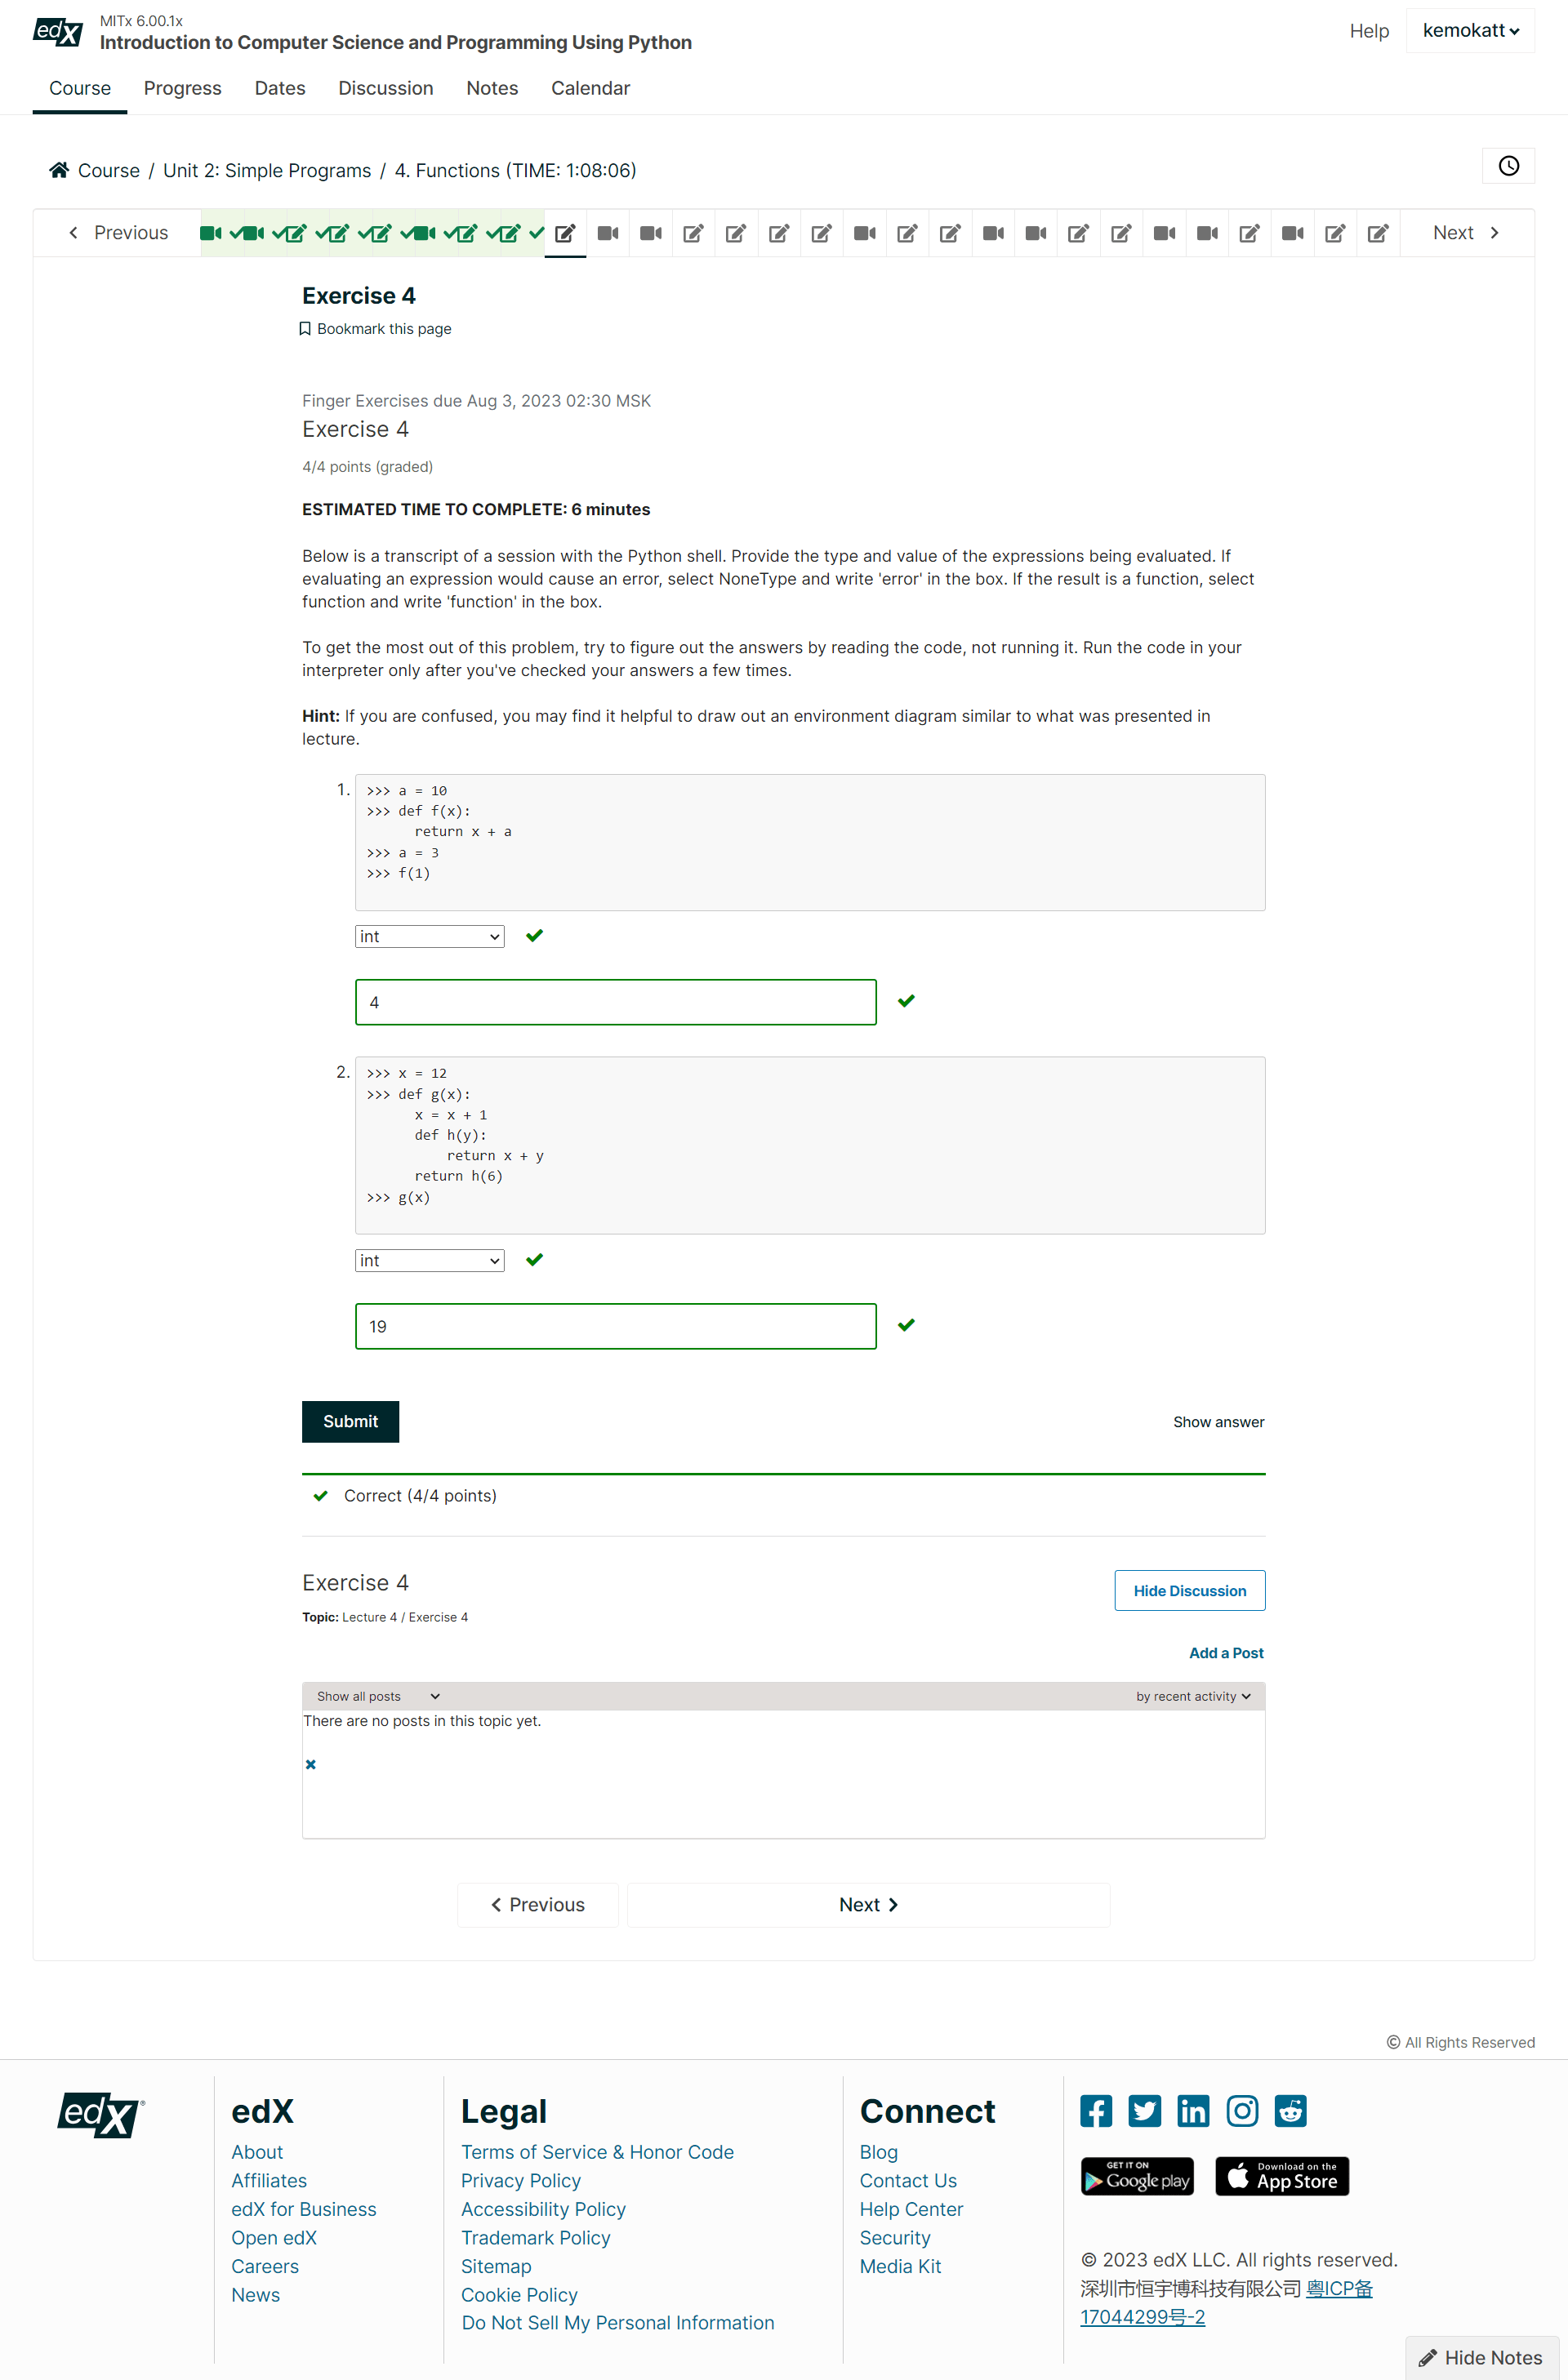 edX
MITx 6.00.1x
Introduction to Computer Science and Programming Using Python
Help
kemokatt
Course
Progress
Dates
Discussion
Notes
Calendar
Course / Unit 2: Simple Programs / 4. Functions (TIME: 1:08:06)
Previous
Next
Exercise 4
Bookmark this page
Finger Exercises due Aug 3, 2023 02:30 MSK
Exercise 4
4/4 points (graded)
ESTIMATED TIME TO COMPLETE: 6 minutes
Below is a transcript of a session with the Python shell. Provide the type and value of the expressions being evaluated. If
evaluating an expression would cause an error, select NoneType and write 'error' in the box. If the result is a function, select
function and write 'function' in the box.
To get the most out of this problem, try to figure out the answers by reading the code, not running it. Run the code in your
interpreter only after you've checked your answers a few times.
Hint: If you are confused, you may find it helpful to draw out an environment diagram similar to what was presented in
lecture.
1.
>>> a = 10
>>> def f(x):
return x + a
>>> a = 3
>>> f(1)
int
4
2.
>>> x = 12
>>> def g(x):
x = x + 1
def h(y):
return x + y
return h(6)
>>> g(x)
int
19
Submit
Show answer
Correct (4/4 points)
Exercise 4
Hide Discussion
Topic: Lecture 4 / Exercise 4
Add a Post
Show all posts
by recent activity
There are no posts in this topic yet.
Previous
Next
© All Rights Reserved
edX
edX
About
Affiliates
edX for Business
Open edX
Careers
News
Legal
Terms of Service & Honor Code
Privacy Policy
Accessibility Policy
Trademark Policy
Sitemap
Cookie Policy
Do Not Sell My Personal Information
Connect
Blog
Contact Us
Help Center
Security
Media Kit
GET IT ON
Google play
Download on the
App Store
© 2023 edX LLC. All rights reserved.
深圳市恒宇博科技有限公司 粤ICP备
17044299号-2
Hide Notes